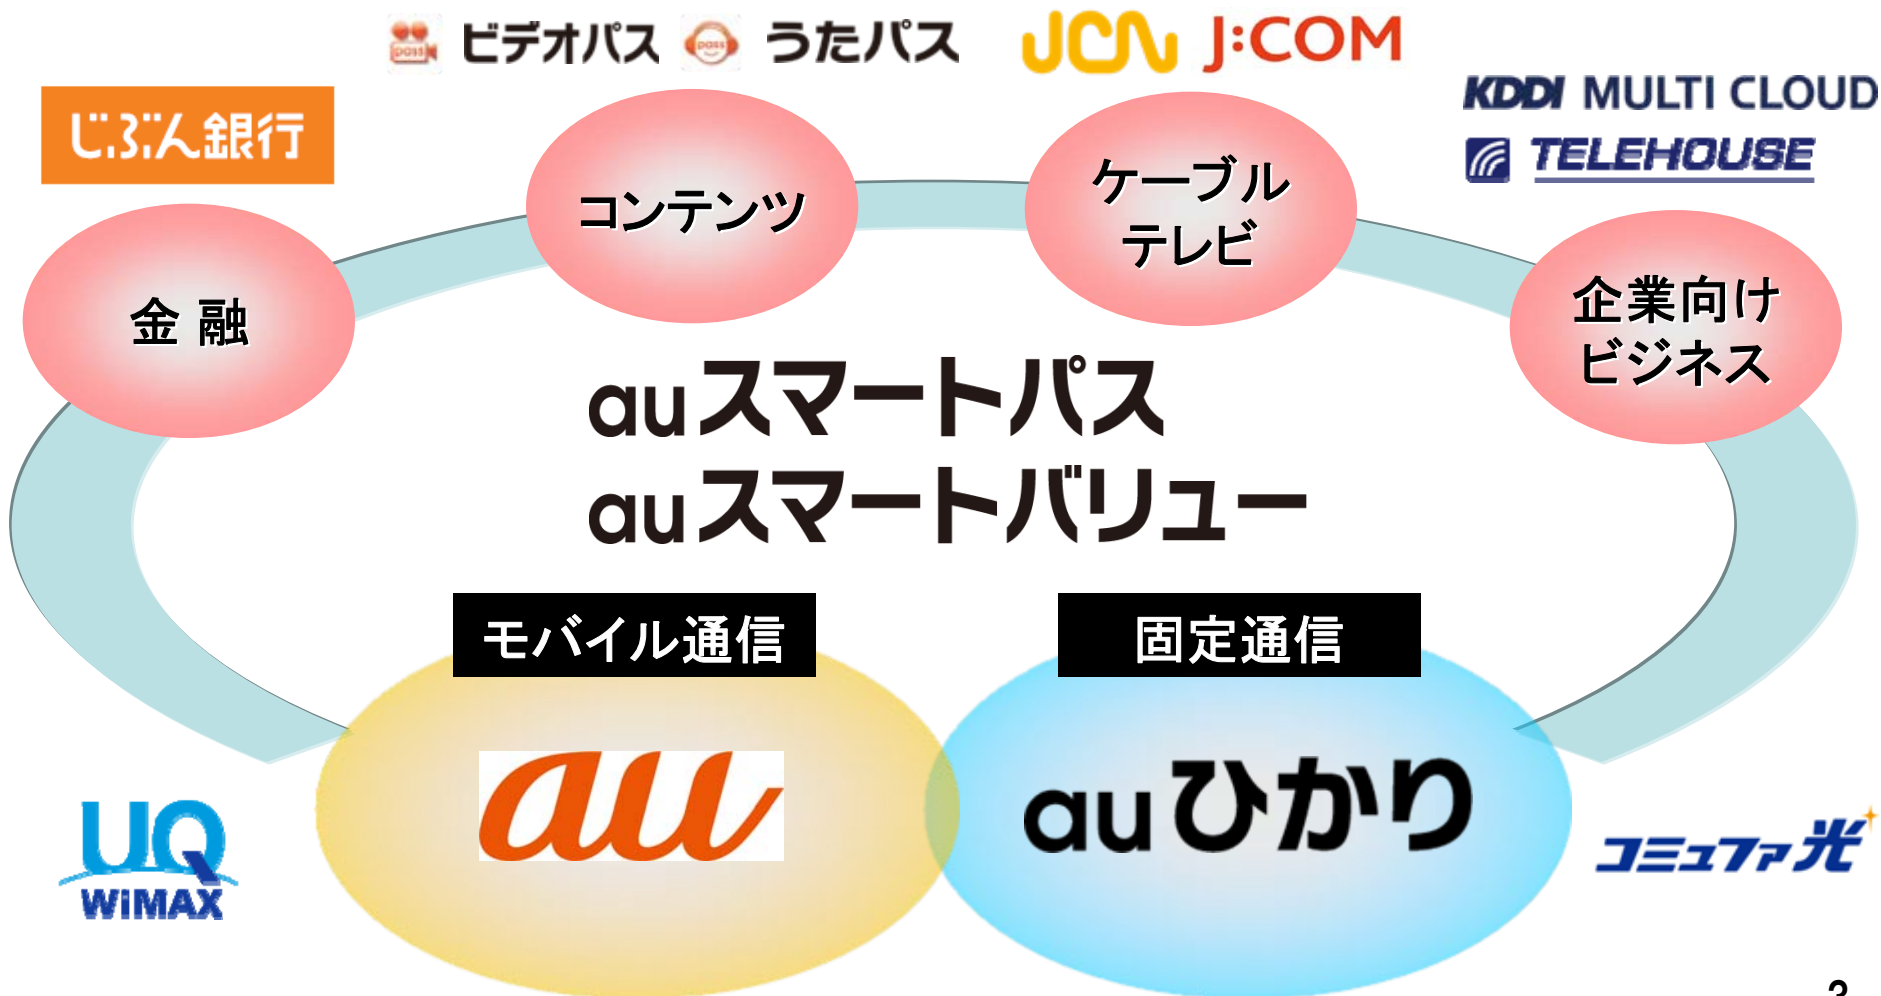 pass ビデオパス pass うたパス
JCN J:COM
KDDI MULTI CLOUD
TELEHOUSE
じぶん銀行
コンテンツ
ケーブル
テレビ
金 融
企業向け
ビジネス
auスマートパス
auスマートバリュー
モバイル通信
固定通信
au
auひかり
UQ
WiMAX
コミュファ光
3